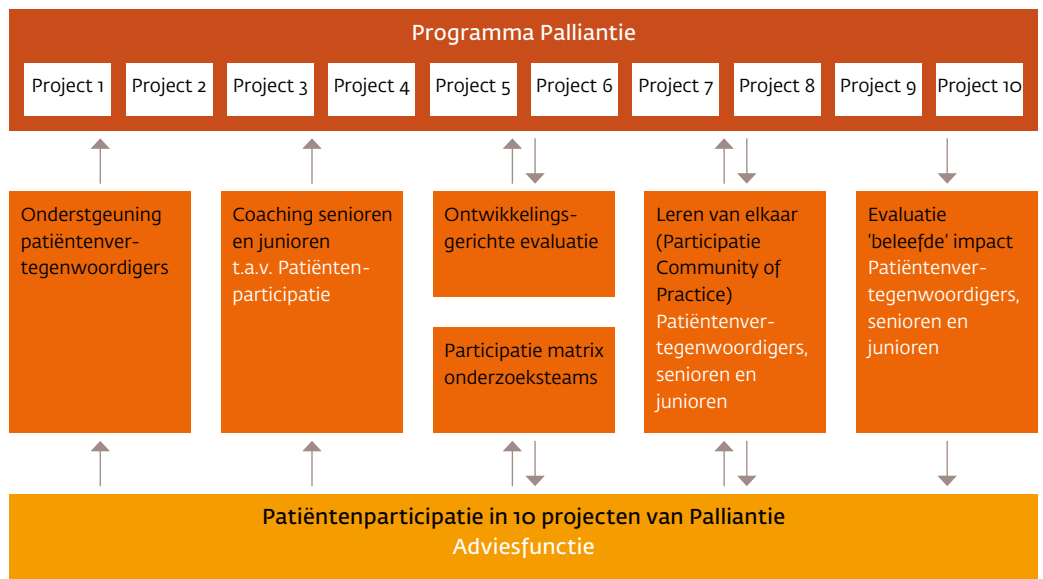 Programma Palliantie
Project 1
Project 2
Project 3
Project 4
Project 5
Project 6
Project 7
Project 8
Project 9
Project 10
Onderstgeuning
patiëntenver-
tegenwoordigers
Coaching senioren
en junioren
t.a.v. Patiënten-
participatie
Ontwikkelings-
gerichte evaluatie
Participatie matrix
onderzoeksteams
Leren van elkaar
(Participatie
Community of
Practice)
Patiëntenver-
tegenwoordigers,
senioren en
junioren
Evaluatie
‘beleefde’ impact
Patiëntenver-
tegenwoordigers,
senioren en
junioren
Patiëntenparticipatie in 10 projecten van Palliantie
Adviesfunctie